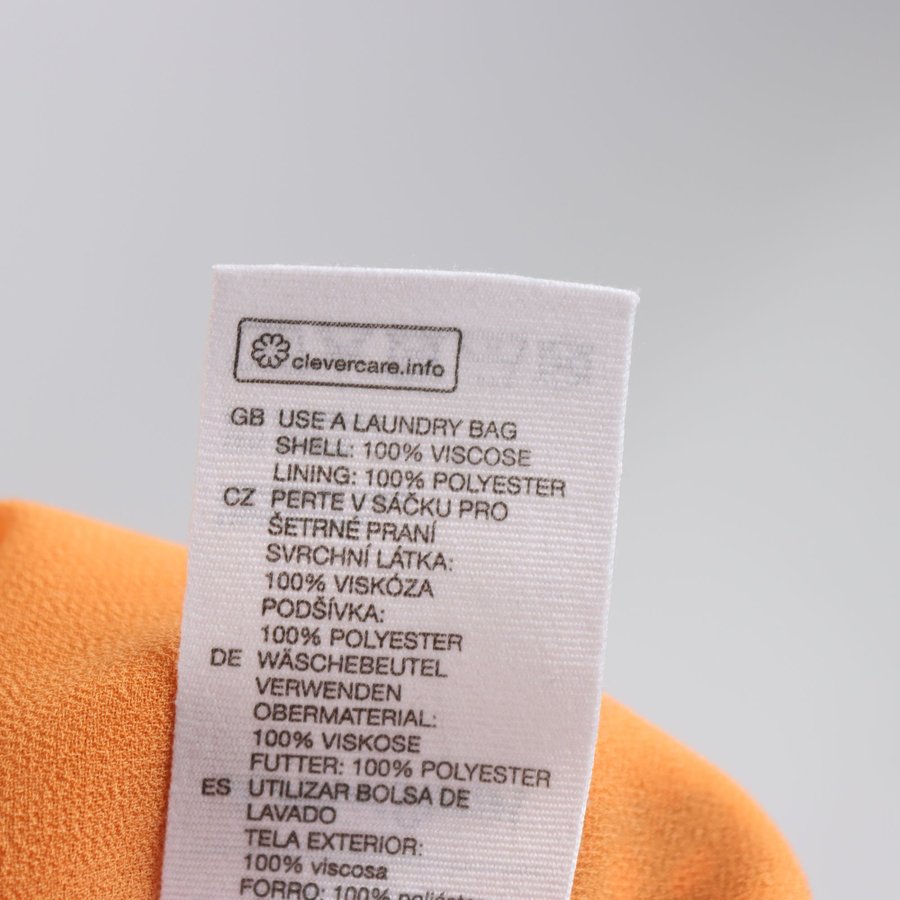 clevercare.info
GB USE A LAUNDRY BAG
SHELL: 100% VISCOSE
LINING: 100% POLYESTER
CZ PERTE V SÁČKU PRO
ŠETRNÉ PRANÍ
SVRCHNÍ LÁTKA:
100% VISKÓZA
PODŠÍVKA:
100% POLYESTER
DE WÄSCHEBEUTEL
VERWENDEN
OBERMATERIAL:
100% VISKOSE
FUTTER: 100% POLYESTER
ES UTILIZAR BOLSA DE
LAVADO
TELA EXTERIOR:
100% viscosa
FORRO: 100%